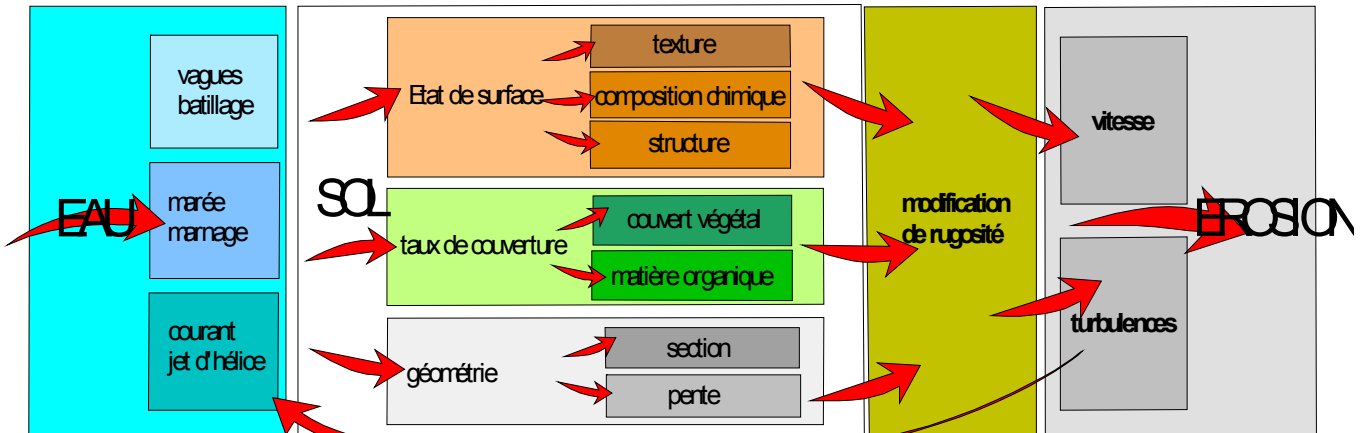 EAU
vagues
batillage
marée
marnage
courant
jet d'hélice
SOL
Etat de surface
texture
composition chimique
structure
taux de couverture
couvert végétal
matière organique
géométrie
section
pente
modification
de rugosité
vitesse
turbulences
EROSION